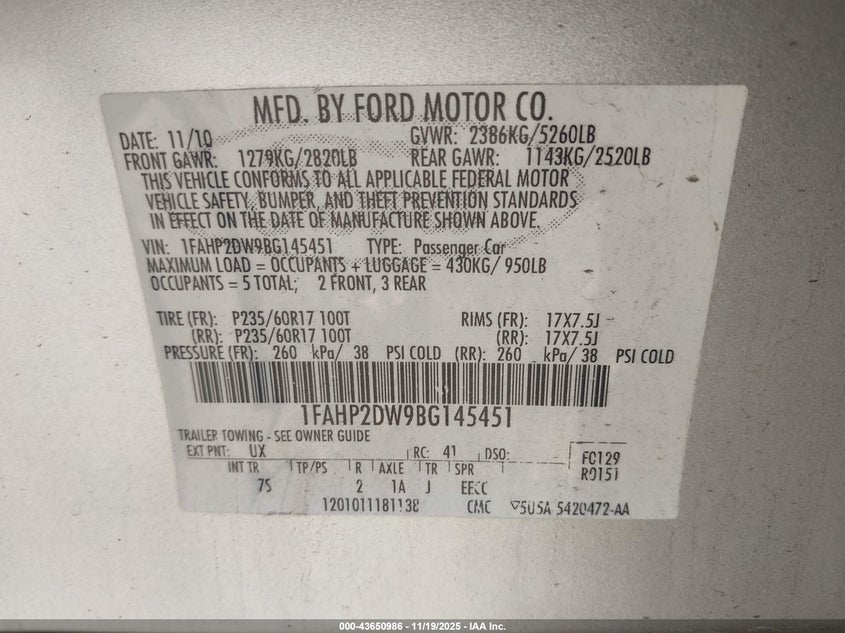 MFD. BY FORD MOTOR CO.
DATE: 11/10 GVWR: 2386KG/5260LB
FRONT GAWR: 1279KG/2820LB REAR GAWR: 1143KG/2520LB
THIS VEHICLE CONFORMS TO ALL APPLICABLE FEDERAL MOTOR
VEHICLE SAFETY, BUMPER, AND THEFT PREVENTION STANDARDS
IN EFFECT ON THE DATE OF MANUFACTURE SHOWN ABOVE.
VIN: 1FAHP2DW9BG145451 TYPE: Passenger Car
MAXIMUM LOAD = OCCUPANTS + LUGGAGE = 430KG/ 950LB
OCCUPANTS = 5 TOTAL; 2 FRONT, 3 REAR
TIRE (FR): P235/60R17 100T RIMS (FR): 17X7.5J
(RR): P235/60R17 100T (RR): 17X7.5J
PRESSURE (FR): 260 kPa/ 38 PSI COLD (RR): 260 kPa/ 38 PSI COLD
1FAHP2DW9BG145451
TRAILER TOWING - SEE OWNER GUIDE
EXT PNT: UX RC: 41 DSO: FC129
INT TR TP/PS R AXLE TR SPR R0151
7S 2 1A J EECC
1201011181138 CMC 5U5A 5420472-AA
000-43650986 - 11/19/2025 - IAA Inc.